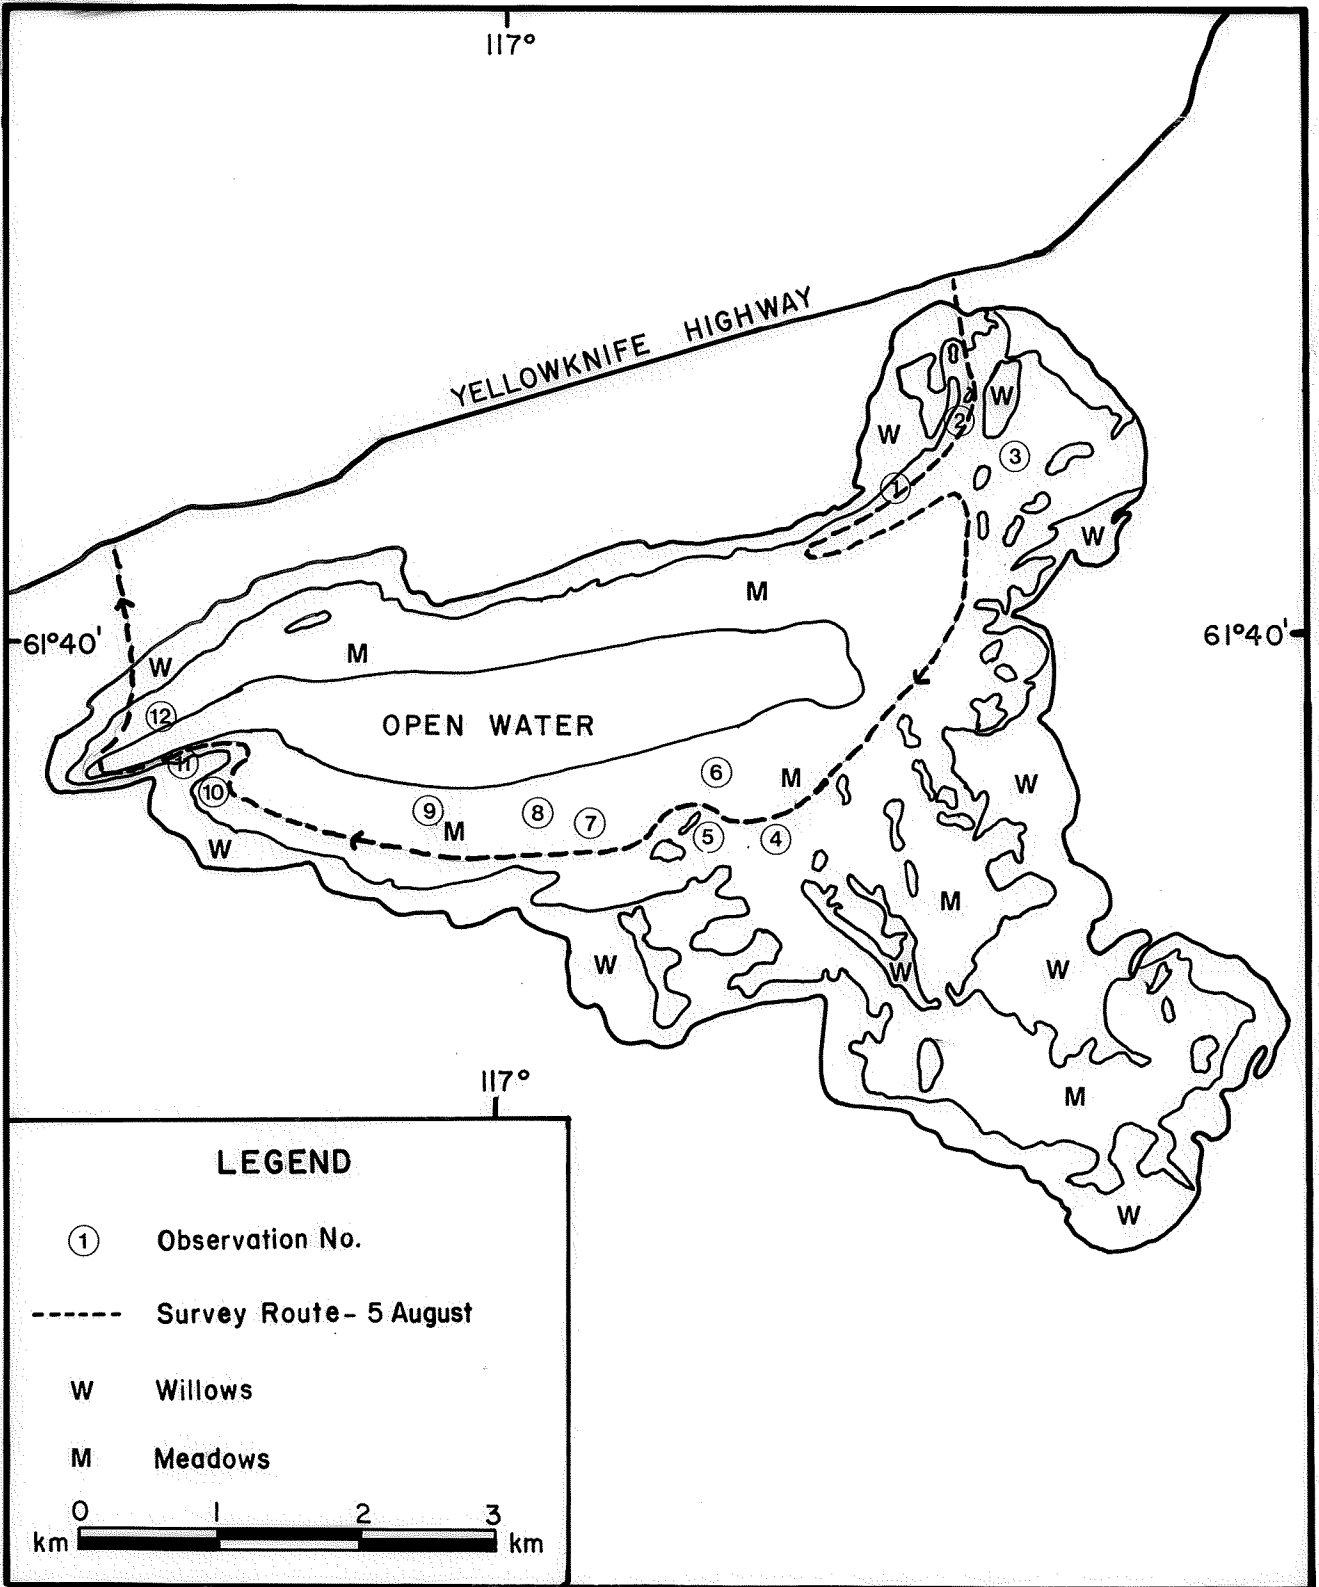 117°
YELLOWKNIFE HIGHWAY
W
2
W
3
1
W
M
61°40'
61°40'
W
M
12
OPEN WATER
11
6
M
W
10
9
M
8
7
5
4
W
M
W
W
W
117°
M
W
LEGEND
1 Observation No.
Survey Route - 5 August
W Willows
M Meadows
0 1 2 3
km km